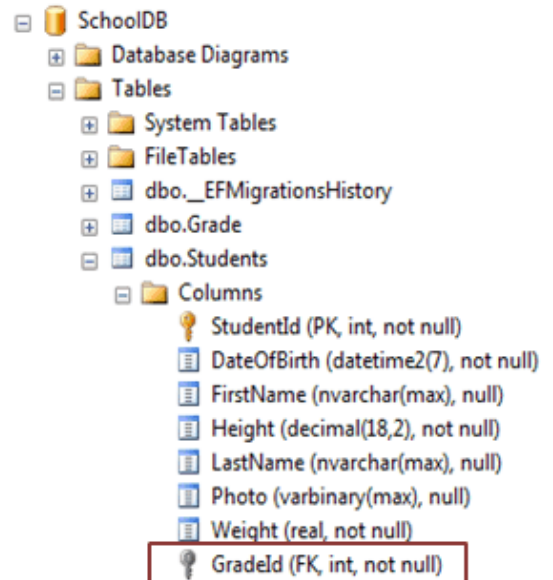 SchoolDB
Database Diagrams
Tables
System Tables
FileTables
dbo.__EFMigrationsHistory
dbo.Grade
dbo.Students
Columns
StudentId (PK, int, not null)
DateOfBirth (datetime2(7), not null)
FirstName (nvarchar(max), null)
Height (decimal(18,2), not null)
LastName (nvarchar(max), null)
Photo (varbinary(max), null)
Weight (real, not null)
GradeId (FK, int, not null)